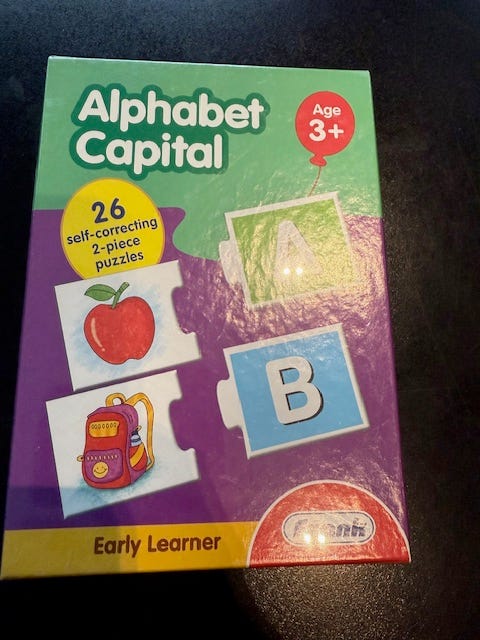 Alphabet
Capital
Age
3+
26
self-correcting
2-piece
puzzles
A
B
Early Learner
Frank